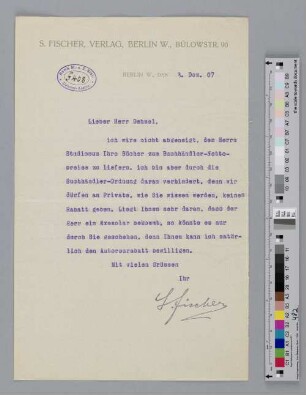 S. FISCHER, VERLAG, BERLIN W., BÜLOWSTR. 90
BERLIN W., DEN 4. Dez. 07
Lieber Herr Dehmel,
ich wäre nicht abgeneigt, dem Herrn
Studiosus Ihre Bücher zum Buchhändler-Netto-
preise zu liefern. Ich bin aber durch die
Buchhändler-Ordnung daran verhindert, denn wir
dürfen an Private, wie Sie wissen werden, keinen
Rabatt geben. Liegt Ihnen sehr daran, dass der
Herr ein Exemplar bekommt, so könnte es nur
durch Sie geschehen, denn Ihnen kann ich natür-
lich den Autorenrabatt bewilligen.
Mit vielen Grüssen
Ihr
S. Fischer